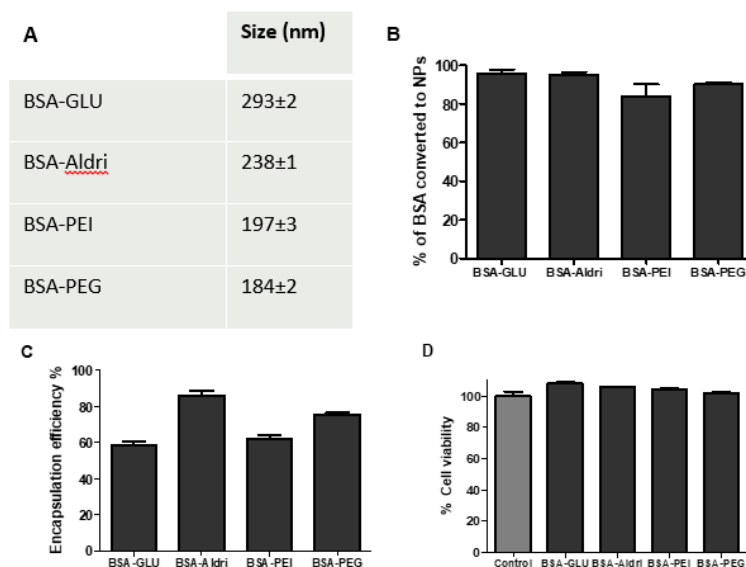 A
Size (nm)
BSA-GLU 293±2
BSA-Aldri 238±1
BSA-PEI 197±3
BSA-PEG 184±2
B
% of BSA converted to NPs
100
80
60
40
20
0
BSA-GLU BSA-Aldri BSA-PEI BSA-PEG
C
Encapsulation efficiency %
100
80
60
40
20
0
BSA-GLU BSA-Aldri BSA-PEI BSA-PEG
D
% Cell viability
100
80
60
40
20
0
Control BSA-GLU BSA-Aldri BSA-PEI BSA-PEG